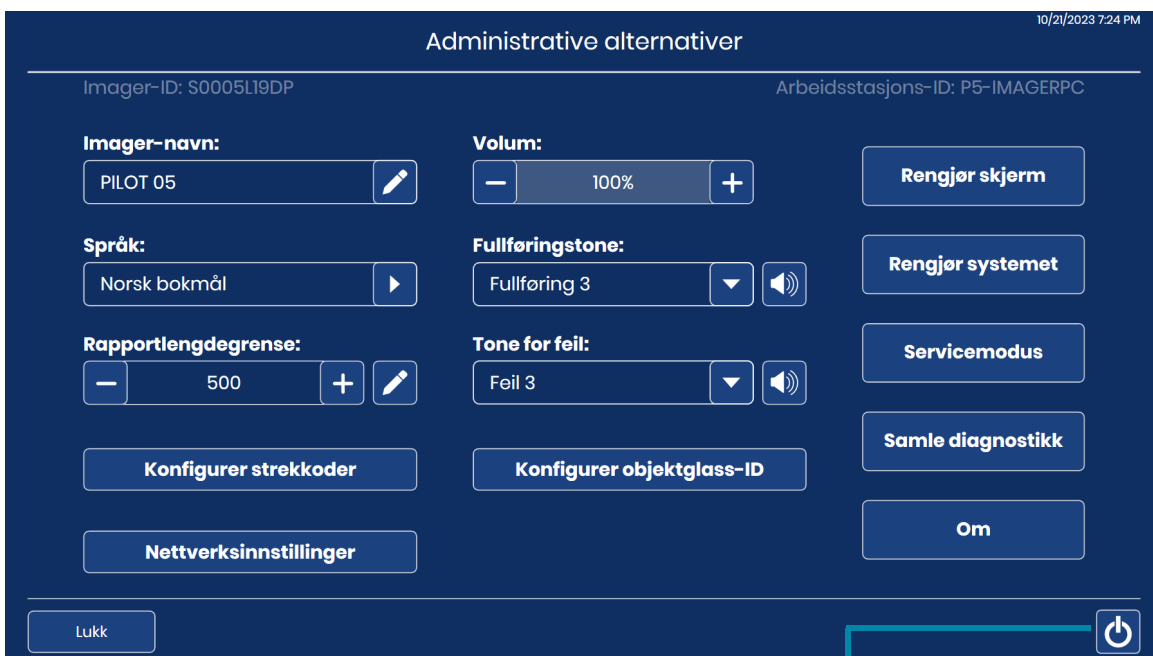 10/21/2023 7:24 PM
Administrative alternativer
Imager-ID: S0005L19DP
Arbeidsstasjons-ID: P5-IMAGERPC
Imager-navn:
PILOT 05
Volum:
100%
Rengjør skjerm
Språk:
Norsk bokmål
Fullføringstone:
Fullføring 3
Rengjør systemet
Rapportlengdegrense:
500
Tone for feil:
Feil 3
Servicemodus
Samle diagnostikk
Konfigurer strekkoder
Konfigurer objektglass-ID
Om
Nettverksinnstillinger
Lukk